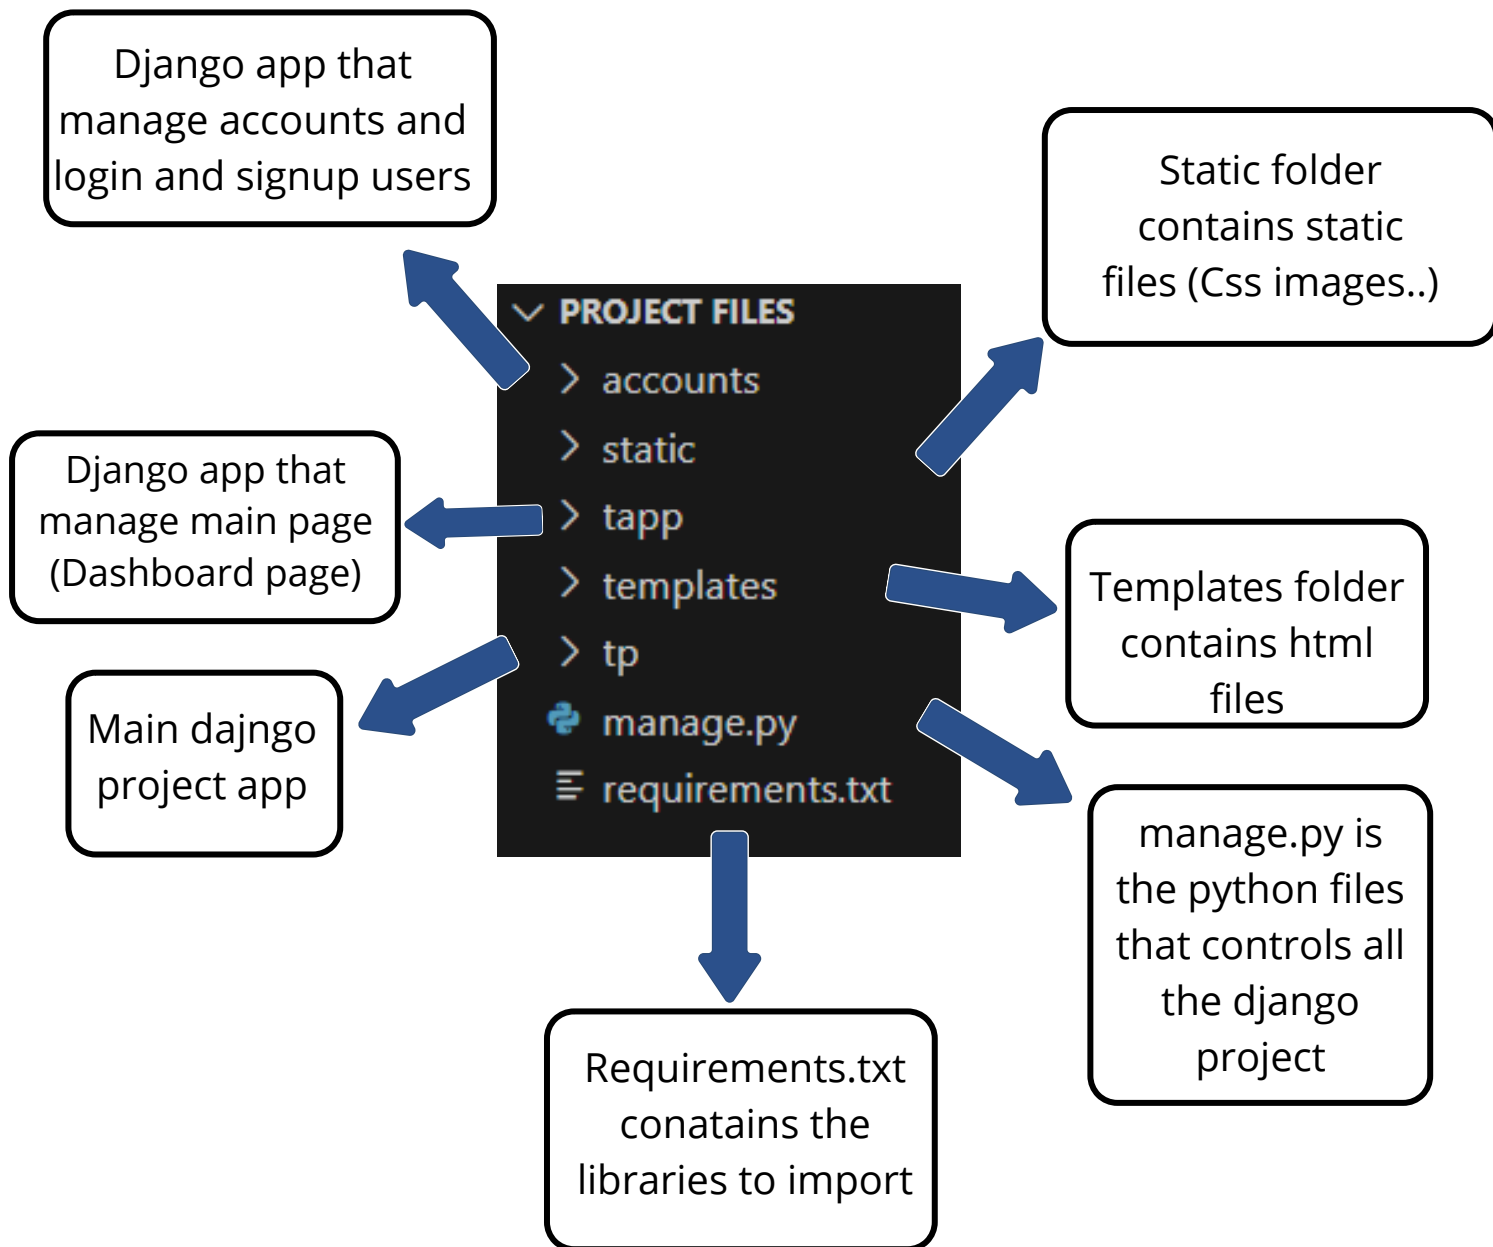 Django app that
manage accounts and
login and signup users
Static folder
contains static
files (Css images..)
PROJECT FILES
accounts
static
tapp
templates
tp
manage.py
requirements.txt
Django app that
manage main page
(Dashboard page)
Templates folder
contains html
files
Main dajngo
project app
manage.py is
the python files
that controls all
the django
project
Requirements.txt
conatains the
libraries to import